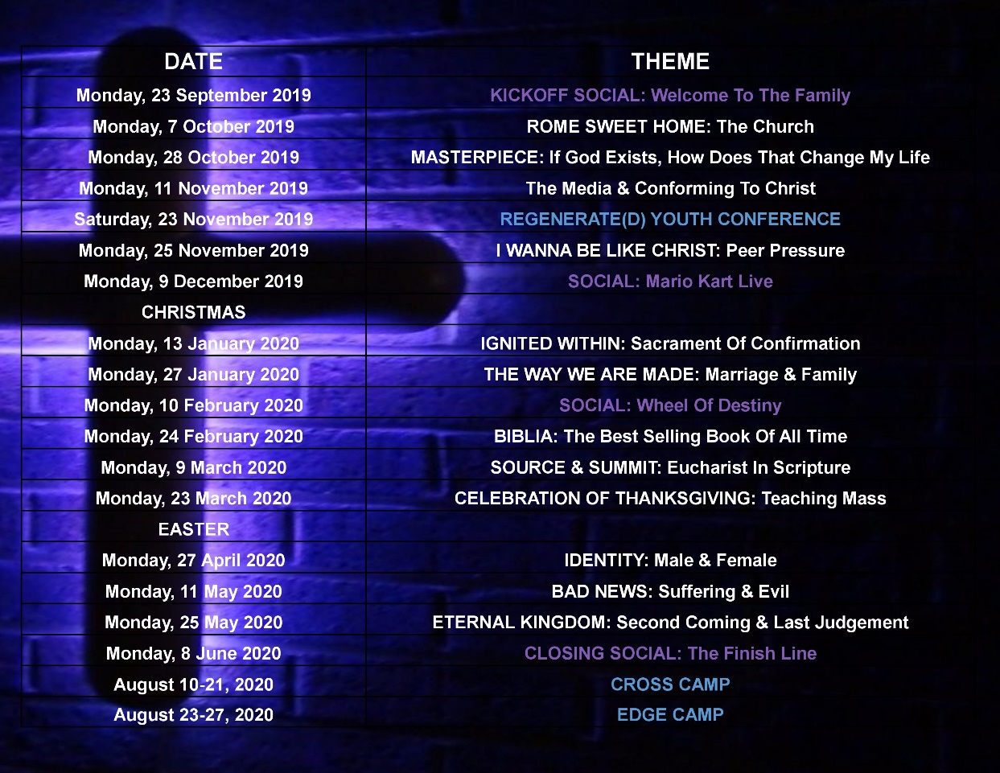 DATE THEME
Monday, 23 September 2019 KICKOFF SOCIAL: Welcome To The Family
Monday, 7 October 2019 ROME SWEET HOME: The Church
Monday, 28 October 2019 MASTERPIECE: If God Exists, How Does That Change My Life
Monday, 11 November 2019 The Media & Conforming To Christ
Saturday, 23 November 2019 REGENERATE(D) YOUTH CONFERENCE
Monday, 25 November 2019 I WANNA BE LIKE CHRIST: Peer Pressure
Monday, 9 December 2019 SOCIAL: Mario Kart Live
CHRISTMAS
Monday, 13 January 2020 IGNITED WITHIN: Sacrament Of Confirmation
Monday, 27 January 2020 THE WAY WE ARE MADE: Marriage & Family
Monday, 10 February 2020 SOCIAL: Wheel Of Destiny
Monday, 24 February 2020 BIBLIA: The Best Selling Book Of All Time
Monday, 9 March 2020 SOURCE & SUMMIT: Eucharist In Scripture
Monday, 23 March 2020 CELEBRATION OF THANKSGIVING: Teaching Mass
EASTER
Monday, 27 April 2020 IDENTITY: Male & Female
Monday, 11 May 2020 BAD NEWS: Suffering & Evil
Monday, 25 May 2020 ETERNAL KINGDOM: Second Coming & Last Judgement
Monday, 8 June 2020 CLOSING SOCIAL: The Finish Line
August 10-21, 2020 CROSS CAMP
August 23-27, 2020 EDGE CAMP